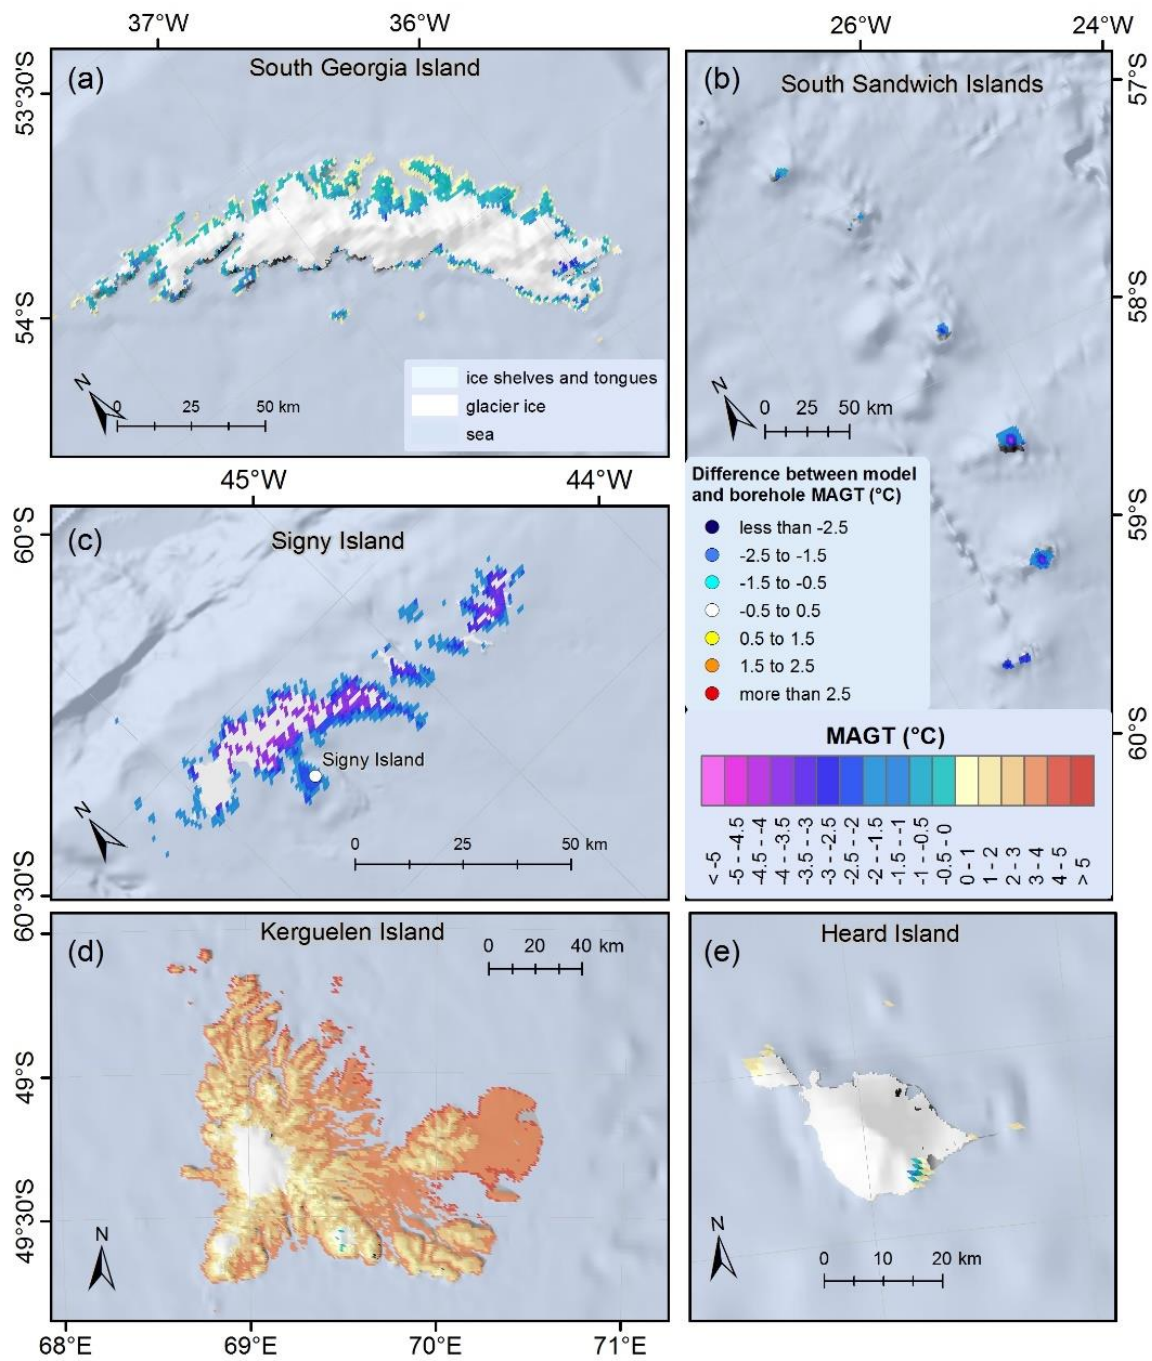 37°W 36°W
26°W 24°W
53°30'S
54°S
(a) South Georgia Island
N
0 25 50 km
ice shelves and tongues
glacier ice
sea
(b) South Sandwich Islands
57°S
58°S
59°S
60°S
N
0 25 50 km
Difference between model
and borehole MAGT (°C)
less than -2.5
-2.5 to -1.5
-1.5 to -0.5
-0.5 to 0.5
0.5 to 1.5
1.5 to 2.5
more than 2.5
MAGT (°C)
< -5
-5 - -4.5
-4.5 - -4
-4 - -3.5
-3.5 - -3
-3 - -2.5
-2.5 - -2
-2 - -1.5
-1.5 - -1
-1 - -0.5
-0.5 - 0
0 - 1
1 - 2
2 - 3
3 - 4
4 - 5
> 5
45°W 44°W
60°S
60°30'S
(c) Signy Island
Signy Island
N
0 25 50 km
(d) Kerguelen Island
0 20 40 km
49°S
49°30'S
N
68°E 69°E 70°E 71°E
(e) Heard Island
N
0 10 20 km